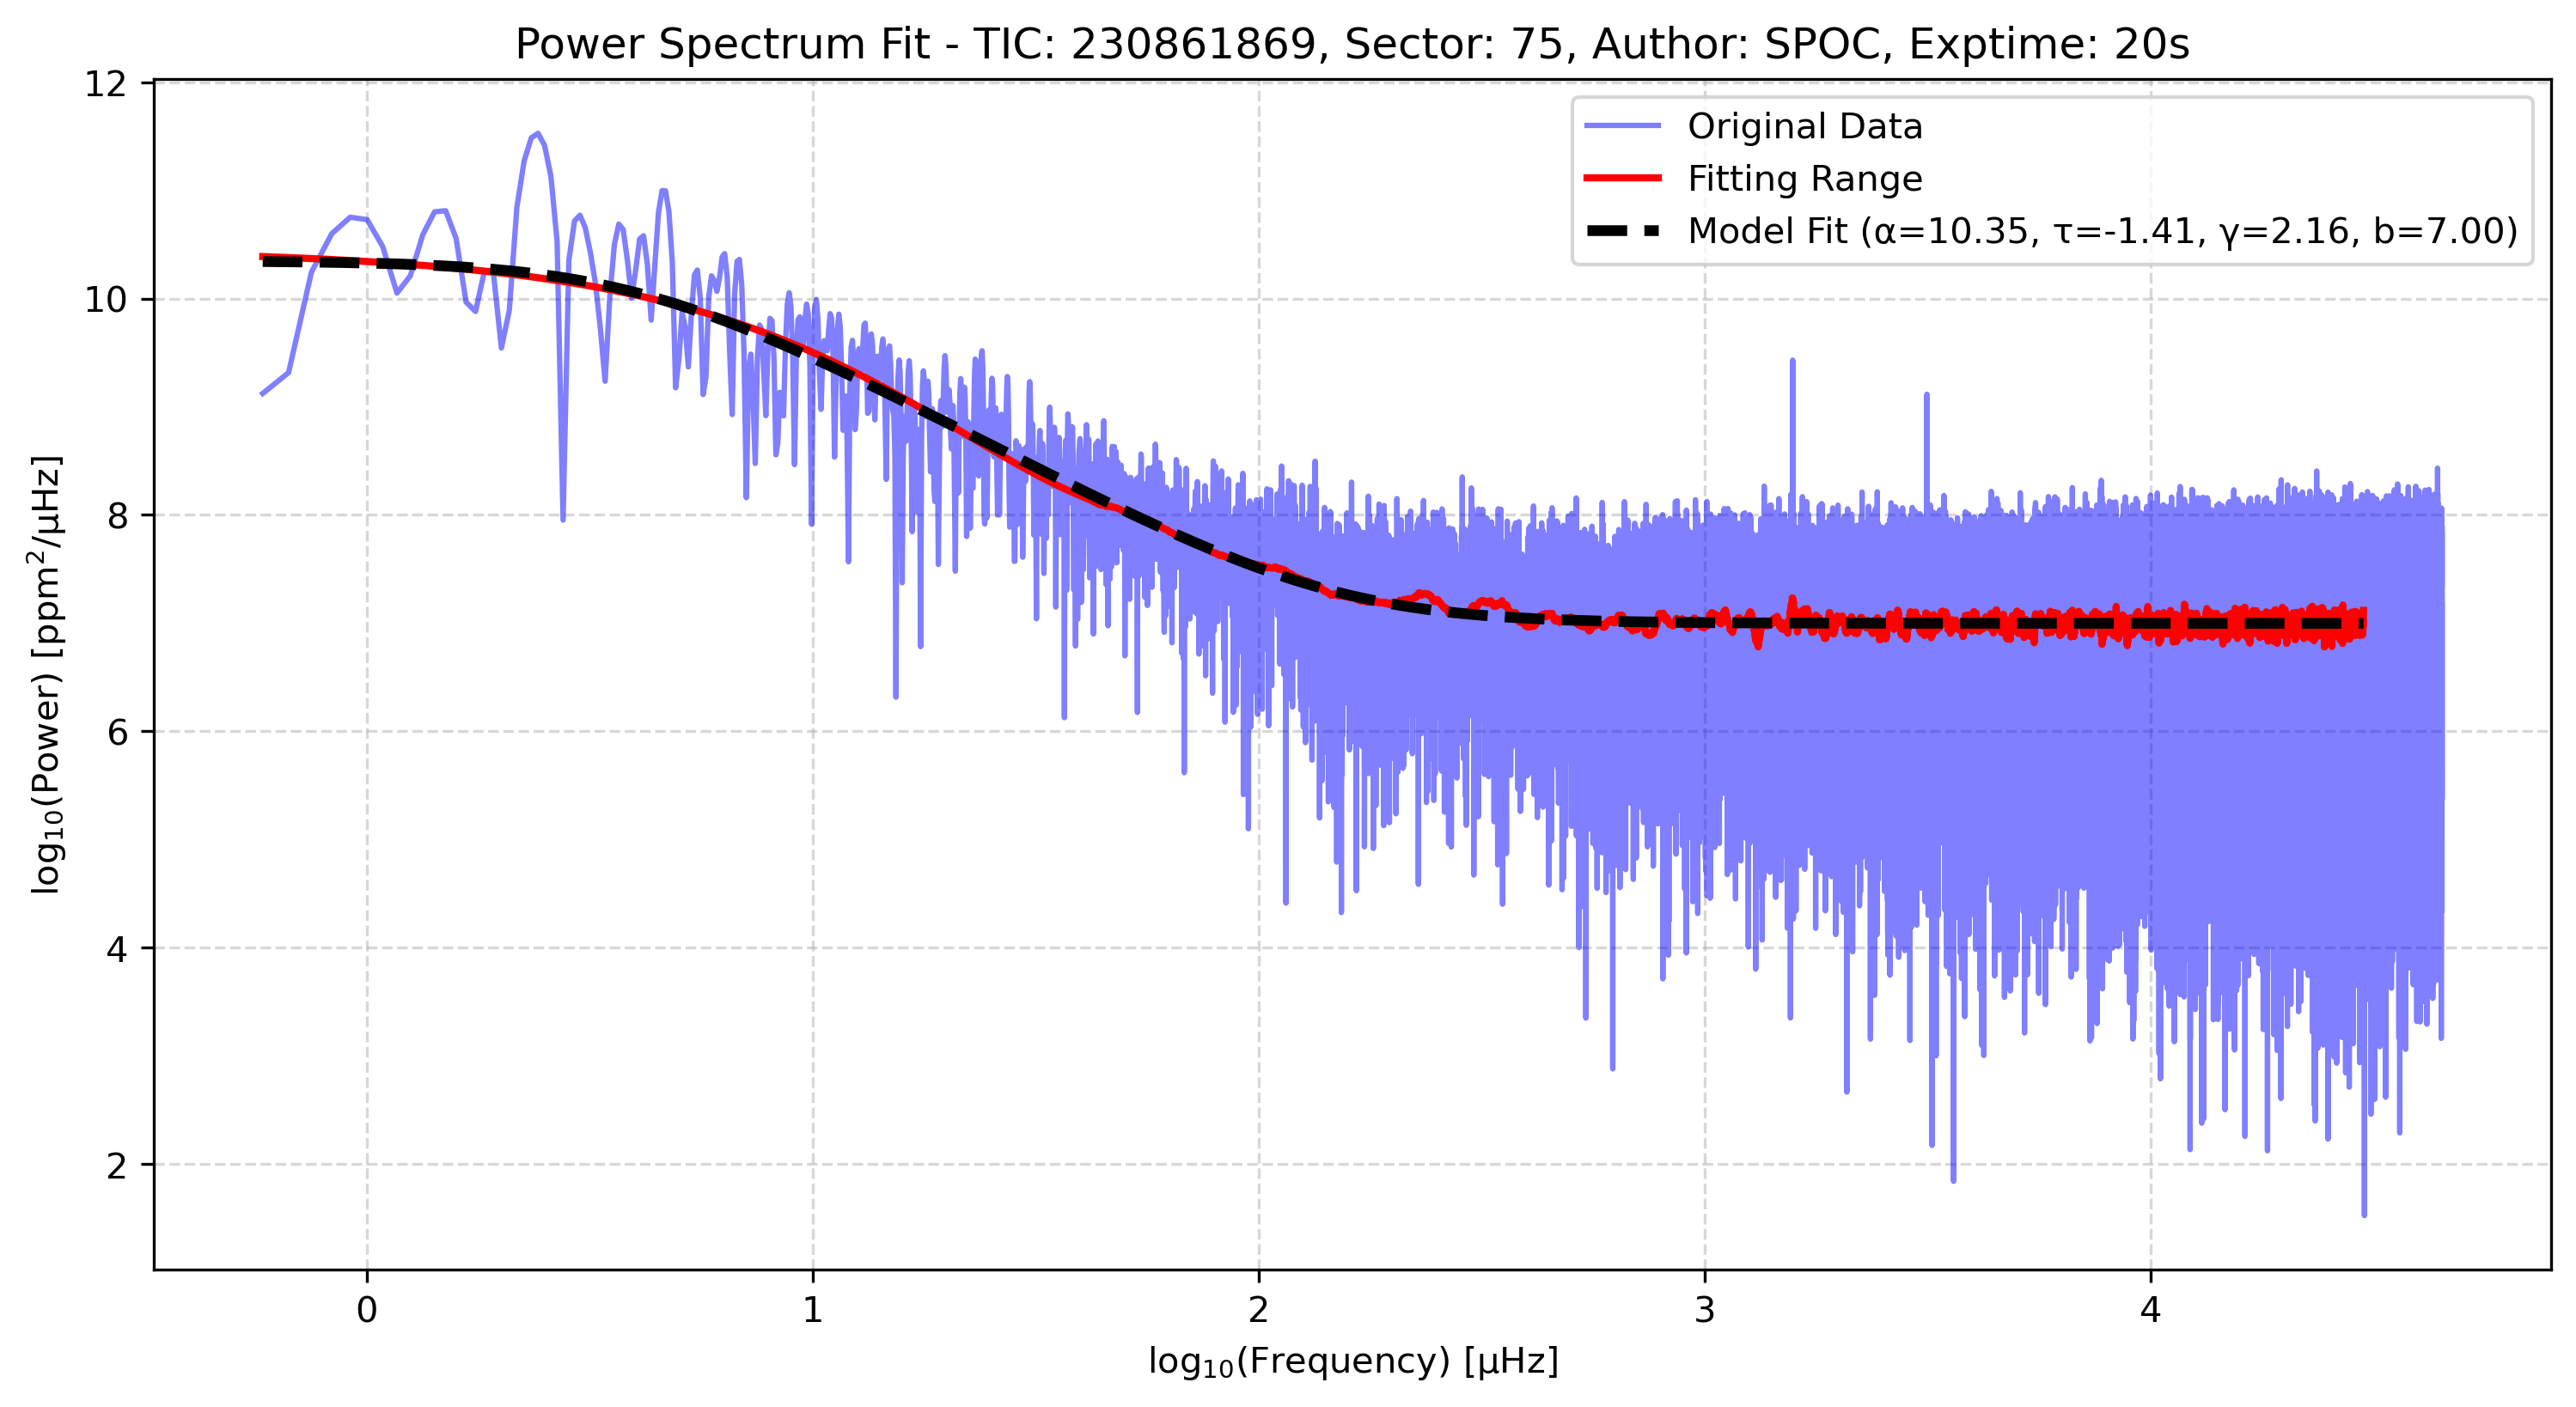 Power Spectrum Fit - TIC: 230861869, Sector: 75, Author: SPOC, Exptime: 20s
12
10
8
6
4
2
log₁₀(Power) [ppm²/μHz]
Original Data
Fitting Range
Model Fit (α=10.35, τ=-1.41, γ=2.16, b=7.00)
0 1 2 3 4
log₁₀(Frequency) [μHz]